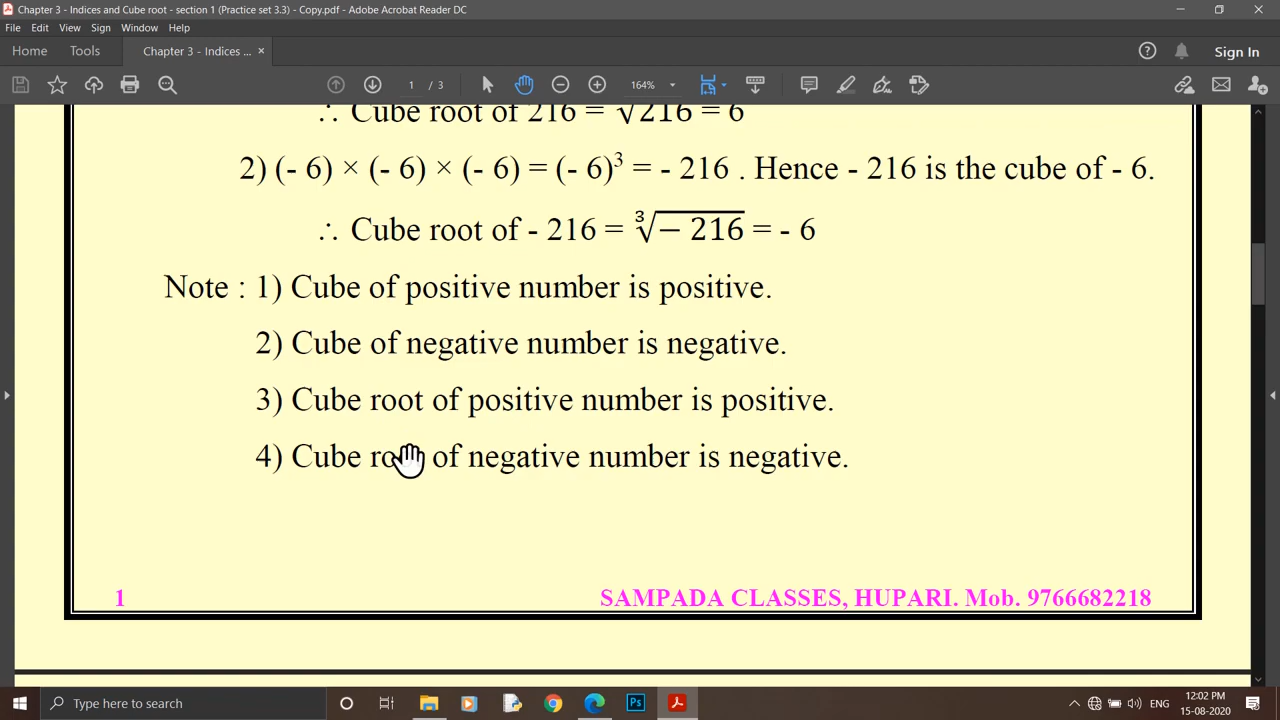 Chapter 3 - Indices and Cube root - section 1 (Practice set 3.3) - Copy.pdf - Adobe Acrobat Reader DC
File Edit View Sign Window Help
Home Tools Chapter 3 - Indices ... × Sign In
1 / 3 164%
∴ Cube root of 216 = √216 = 6
2) (- 6) × (- 6) × (- 6) = (- 6)³ = - 216 . Hence - 216 is the cube of - 6.
∴ Cube root of - 216 = ∛− 216 = - 6
Note : 1) Cube of positive number is positive.
2) Cube of negative number is negative.
3) Cube root of positive number is positive.
4) Cube root of negative number is negative.
1 SAMPADA CLASSES, HUPARI. Mob. 9766682218
Type here to search Ps ENG 12:02 PM
15-08-2020